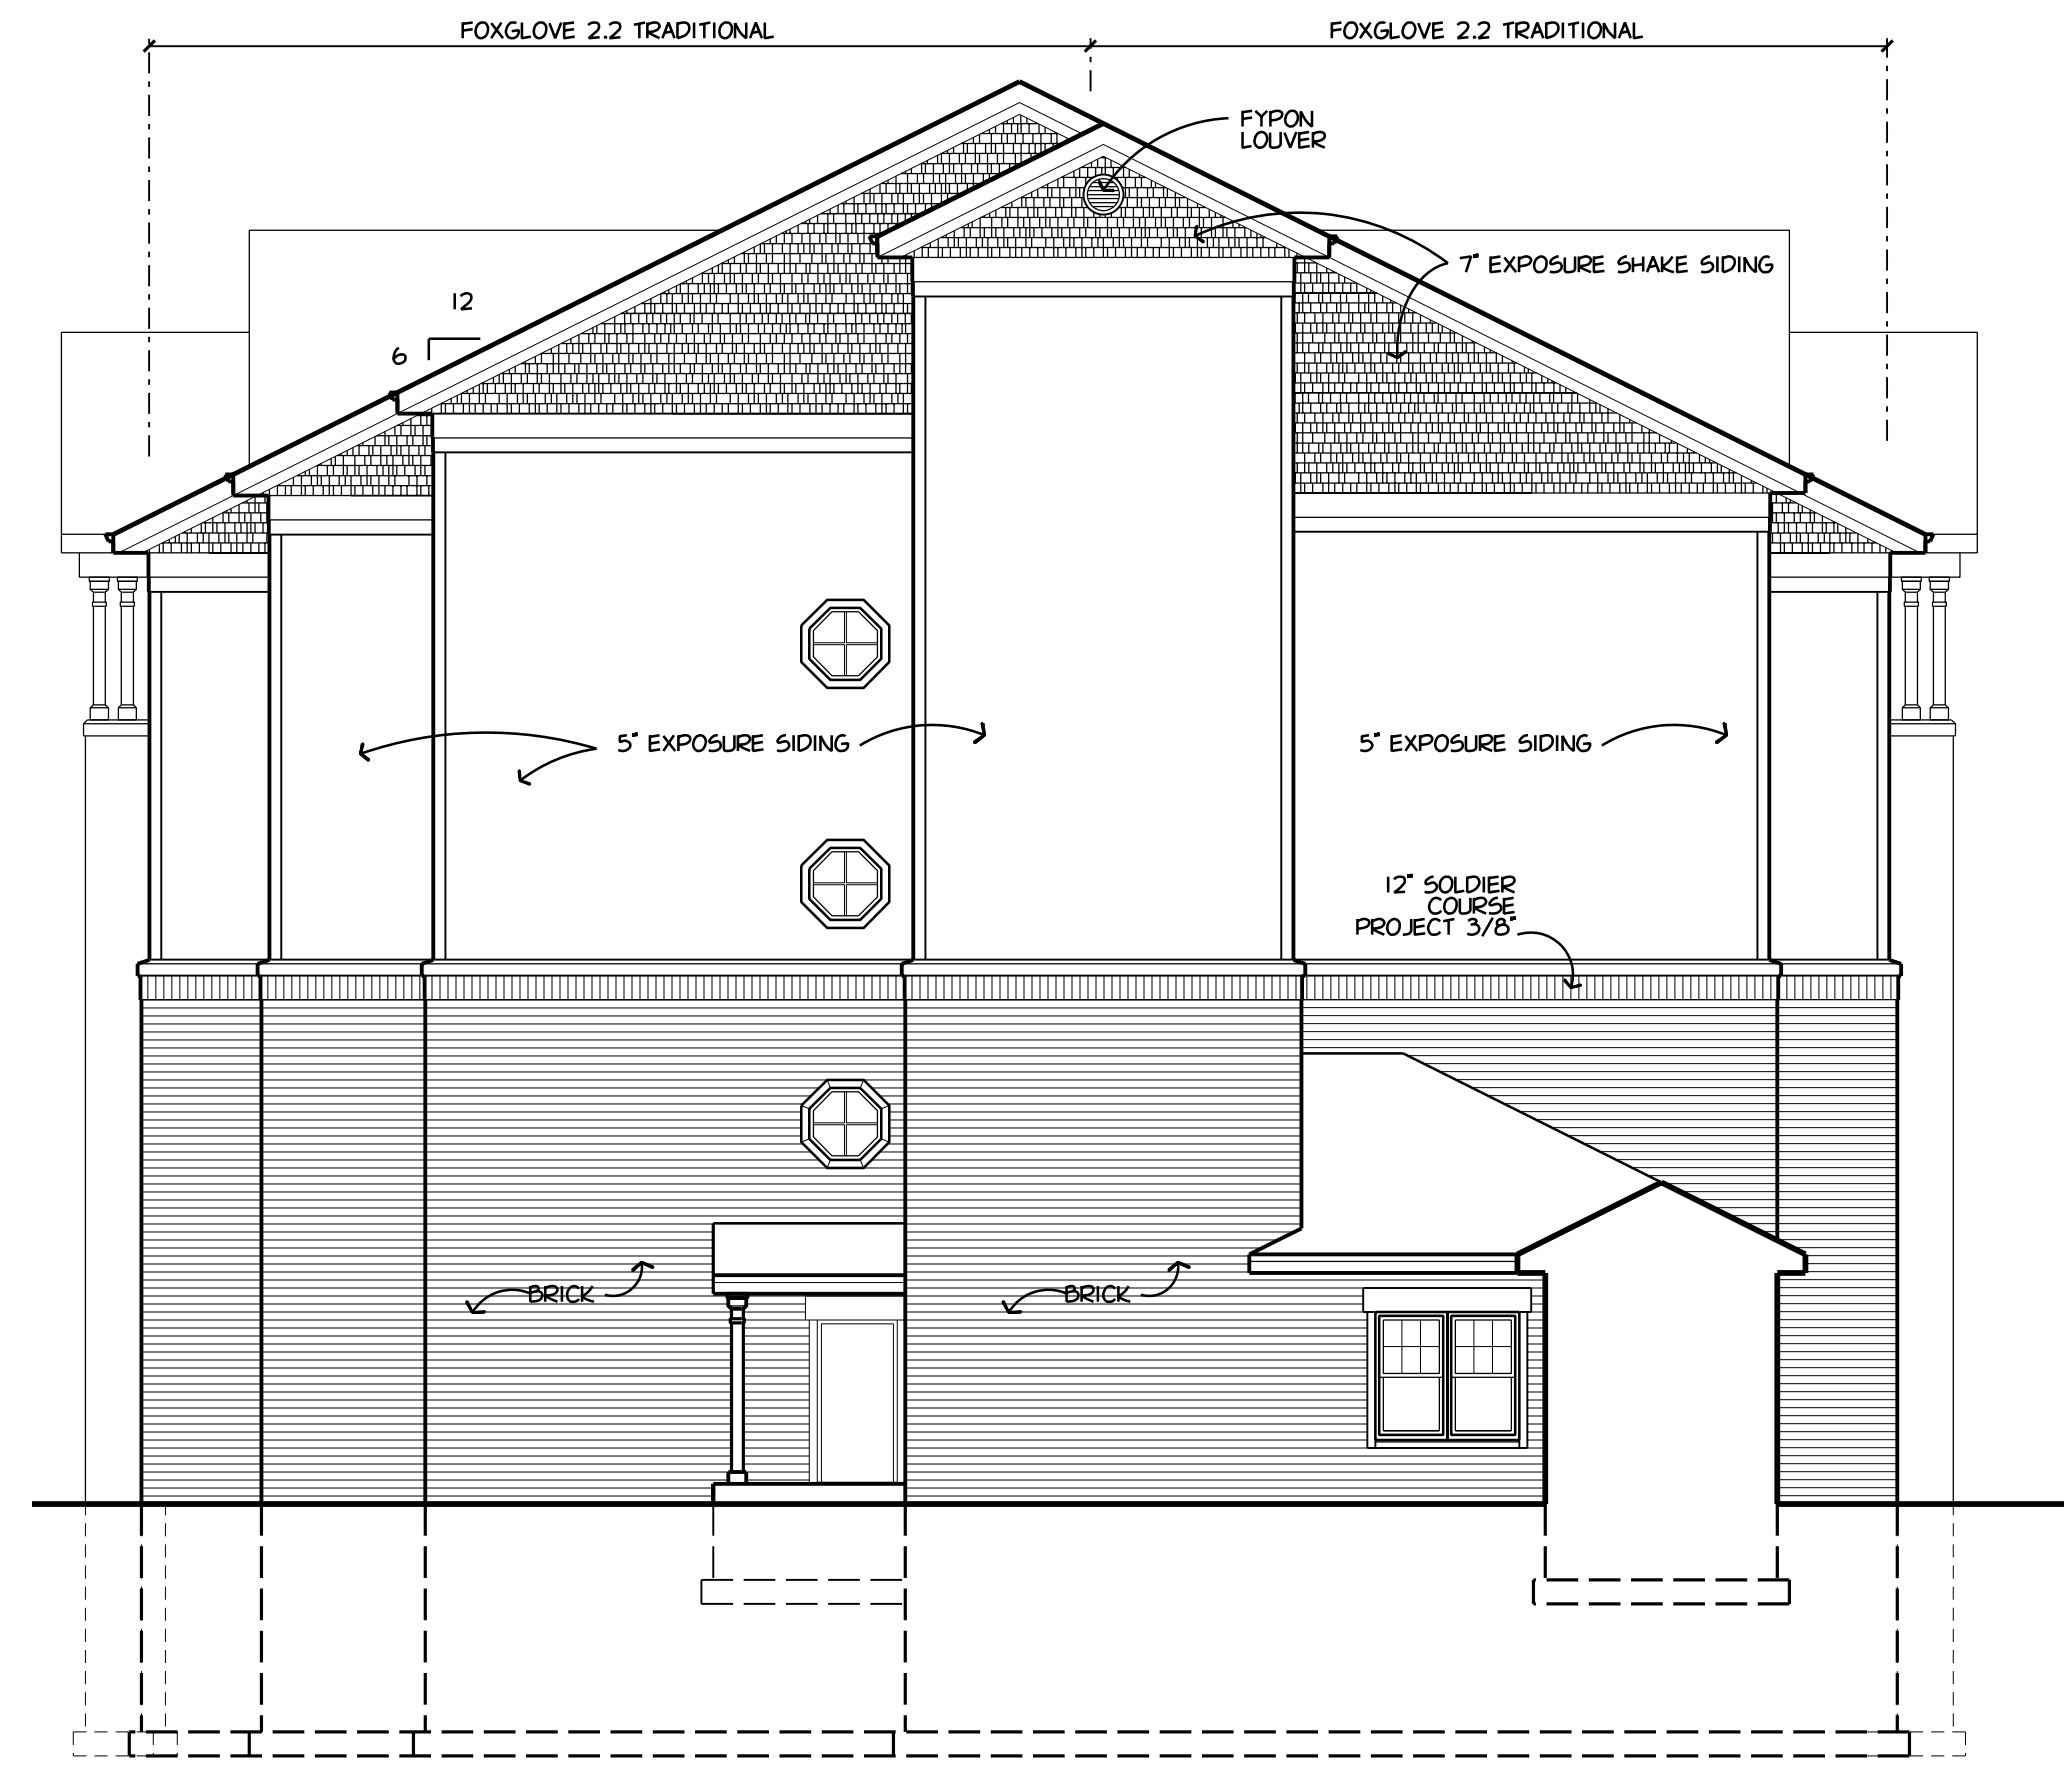 FOXGLOVE 2.2 TRADITIONAL
FOXGLOVE 2.2 TRADITIONAL
FYPON
LOUVER
7" EXPOSURE SHAKE SIDING
12
6
5" EXPOSURE SIDING
5" EXPOSURE SIDING
12" SOLDIER
COURSE
PROJECT 3/8"
BRICK
BRICK